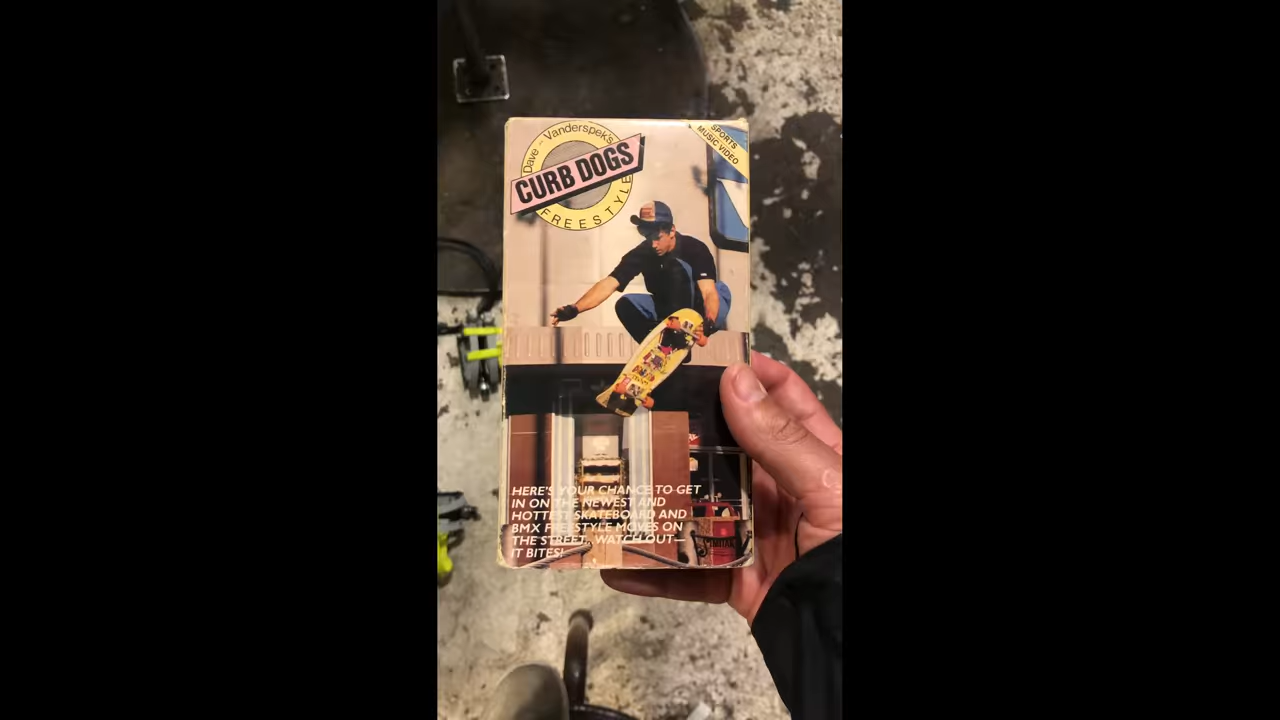 Dave - Vanderspek's
CURB DOGS
FREESTYLE
SPORTS
MUSIC VIDEO
HERE'S YOUR CHANCE TO GET
IN ON THE NEWEST AND
HOTTEST SKATEBOARD AND
BMX FREESTYLE MOVES ON
THE STREET. WATCH OUT—
IT BITES!